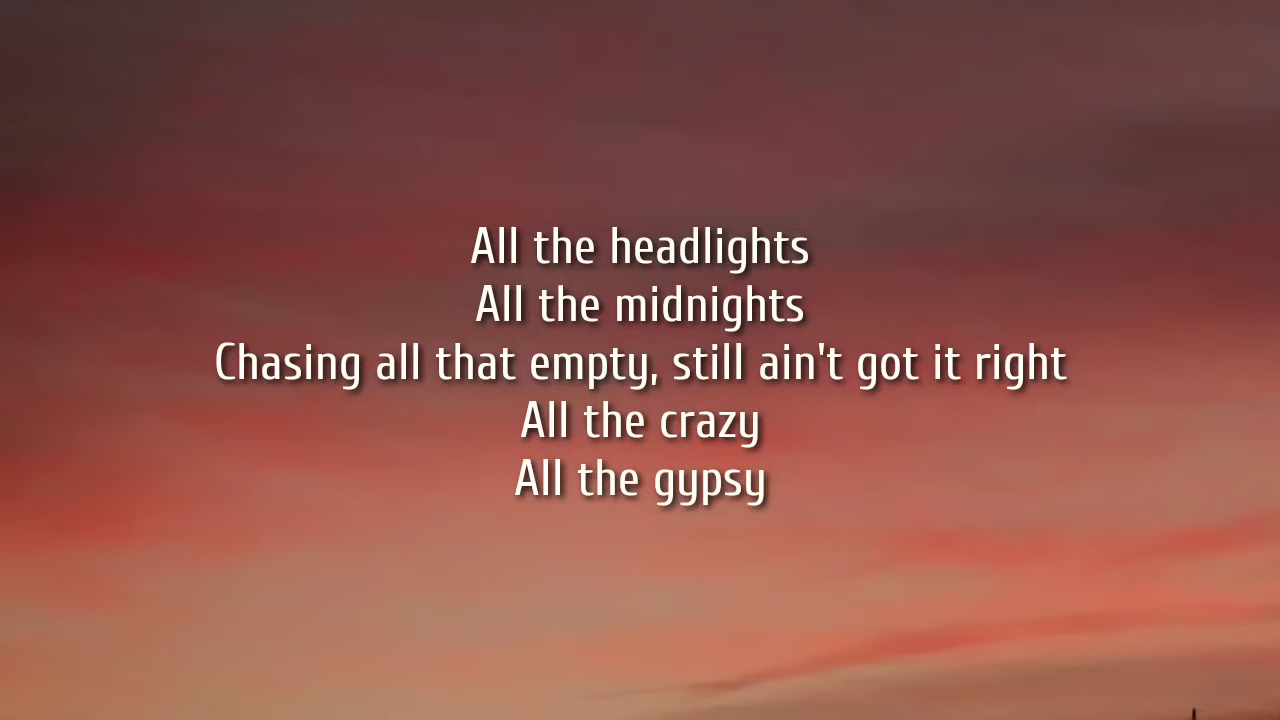 All the headlights
All the midnights
Chasing all that empty, still ain't got it right
All the crazy
All the gypsy